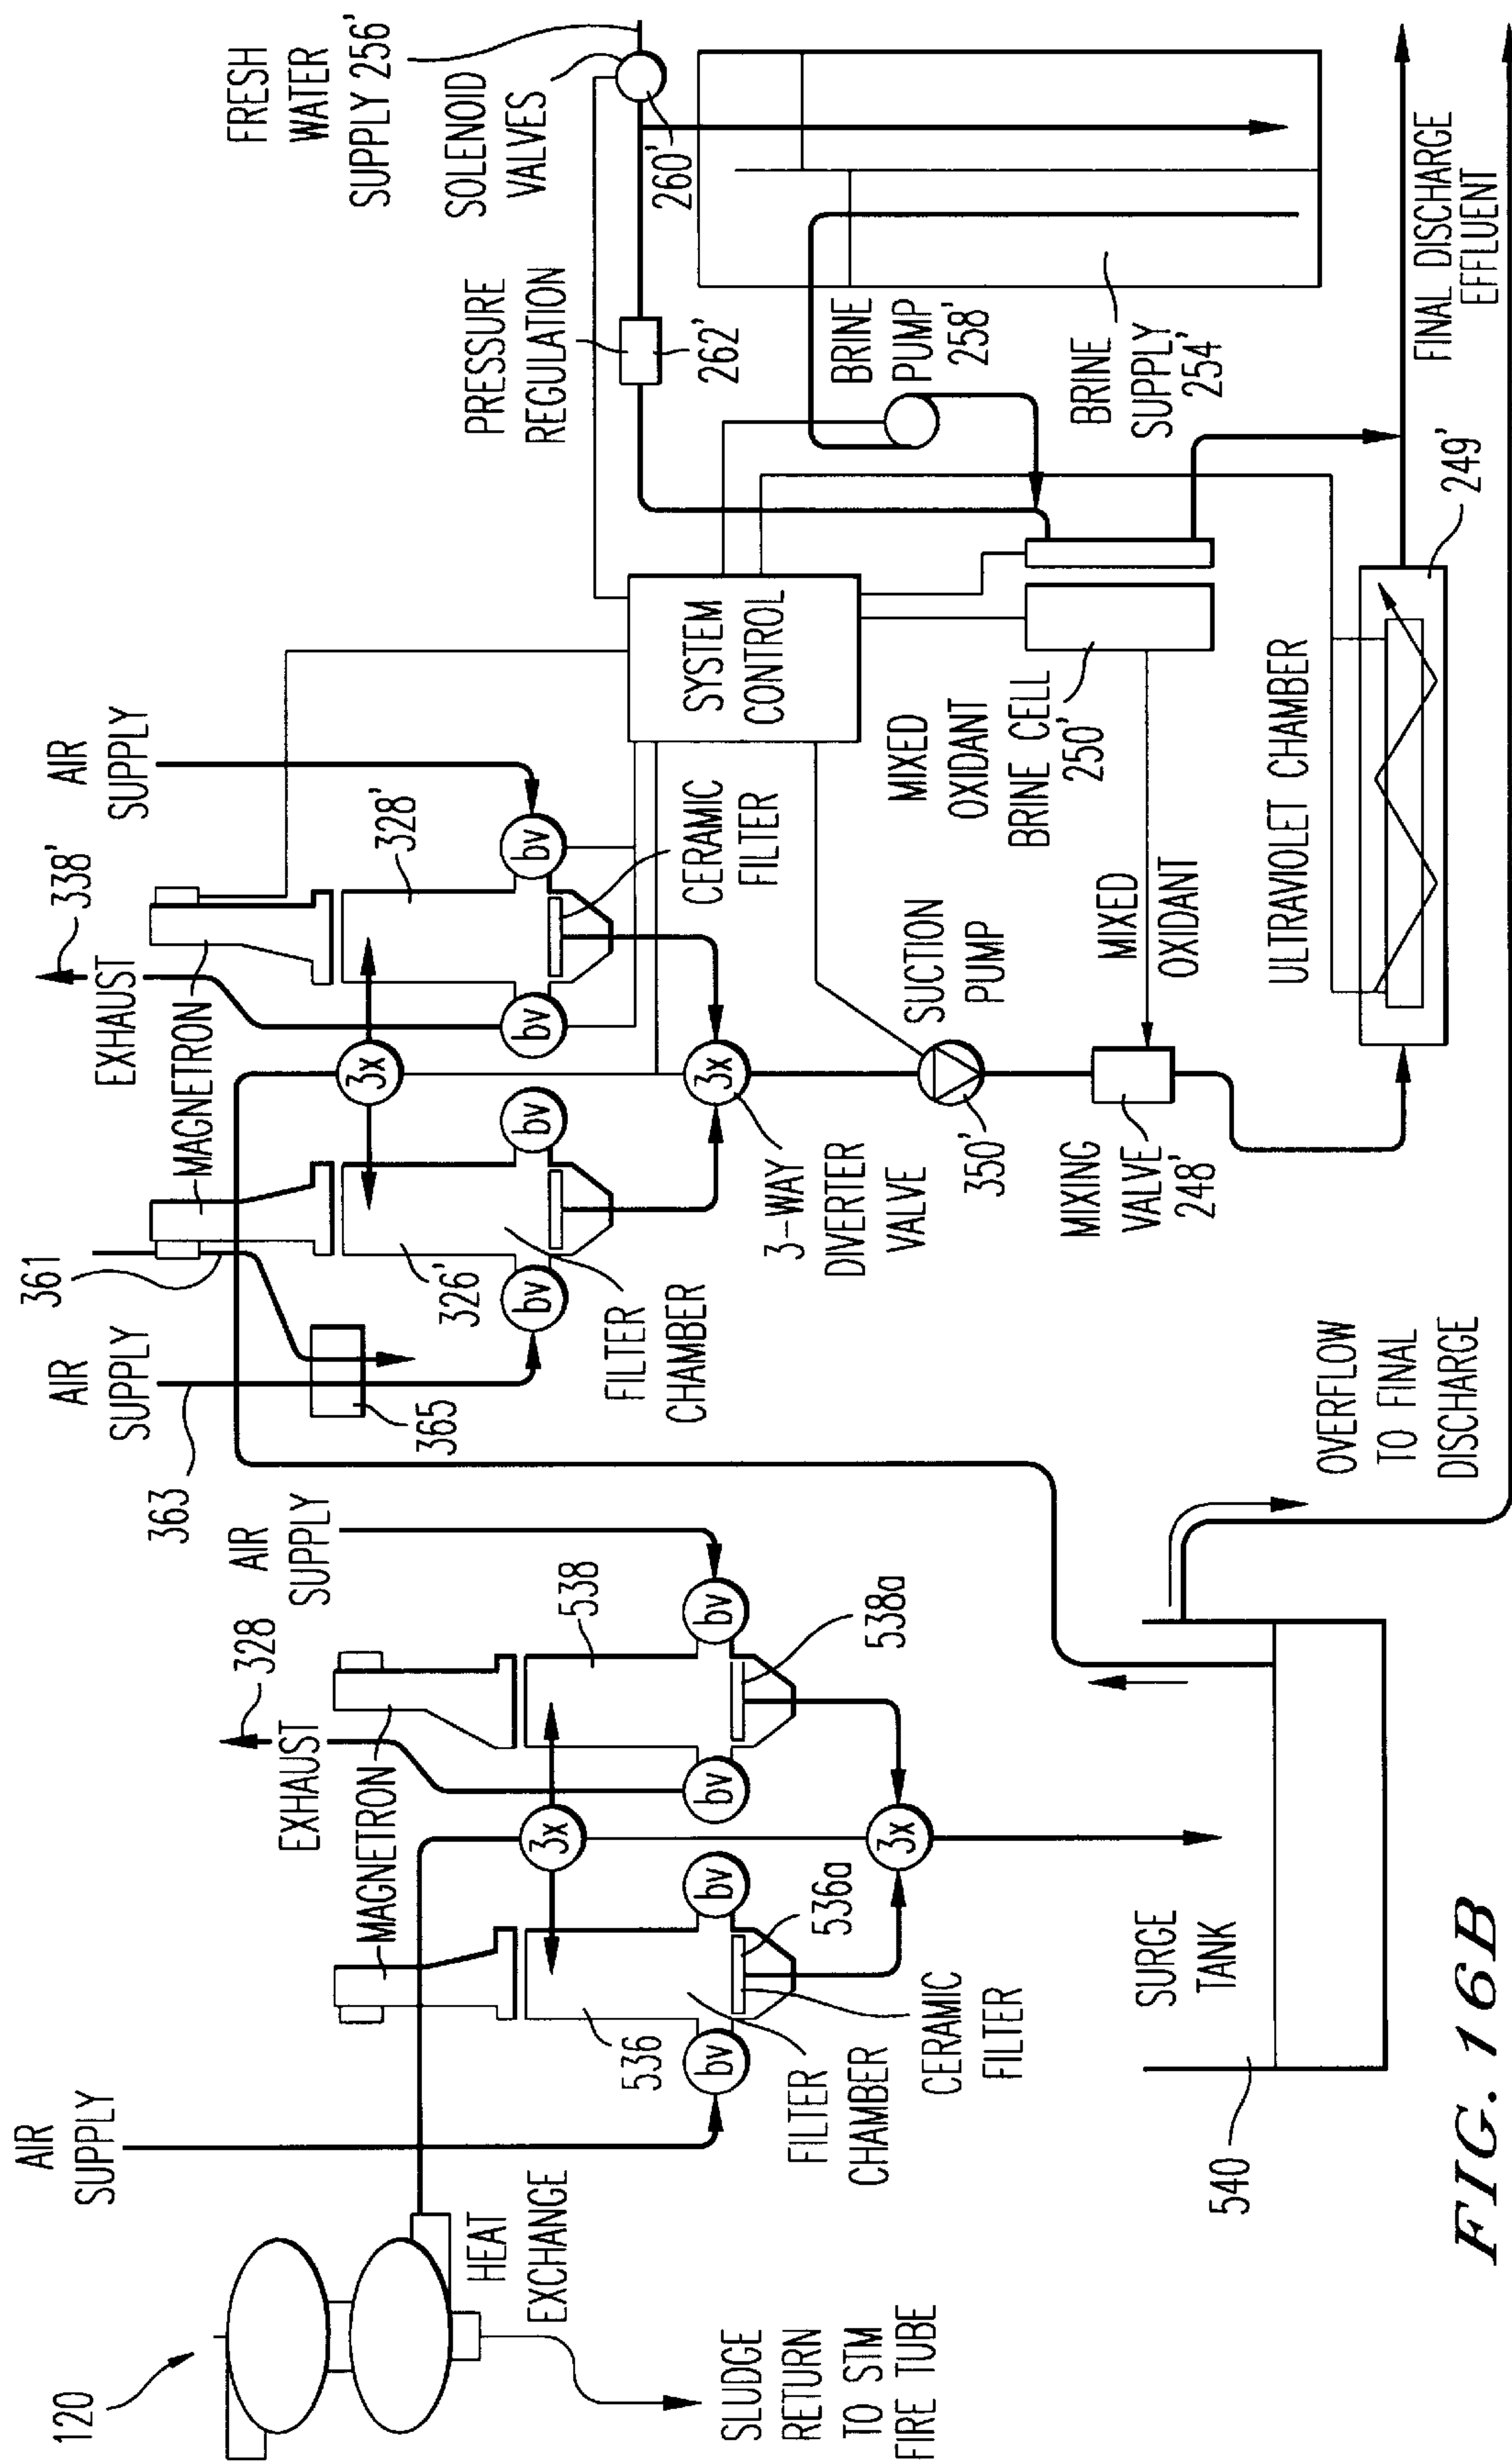 120
HEAT
EXCHANGE
SLUDGE
RETURN
TO STM
FIRE TUBE
AIR
SUPPLY
MAGNETRON
EXHAUST
328
AIR
SUPPLY
3x
536
538
bv
bv
bv
bv
536a
538a
FILTER
CHAMBER
CERAMIC
FILTER
3x
SURGE
TANK
540
OVERFLOW
TO FINAL
DISCHARGE
361
AIR
SUPPLY
363
365
MAGNETRON
EXHAUST
338'
AIR
SUPPLY
3x
326'
328'
bv
bv
bv
bv
FILTER
CHAMBER
CERAMIC
FILTER
3x
3-WAY
DIVERTER
VALVE
SUCTION
PUMP
350'
MIXING
VALVE
248'
MIXED
OXIDANT
SYSTEM
CONTROL
MIXED
OXIDANT
BRINE CELL
250'
ULTRAVIOLET CHAMBER
249'
FRESH
WATER
SUPPLY 256'
SOLENOID
VALVES
260'
PRESSURE
REGULATION
262'
BRINE
PUMP
258'
BRINE
SUPPLY
254'
FINAL DISCHARGE
EFFLUENT
FIG. 16B